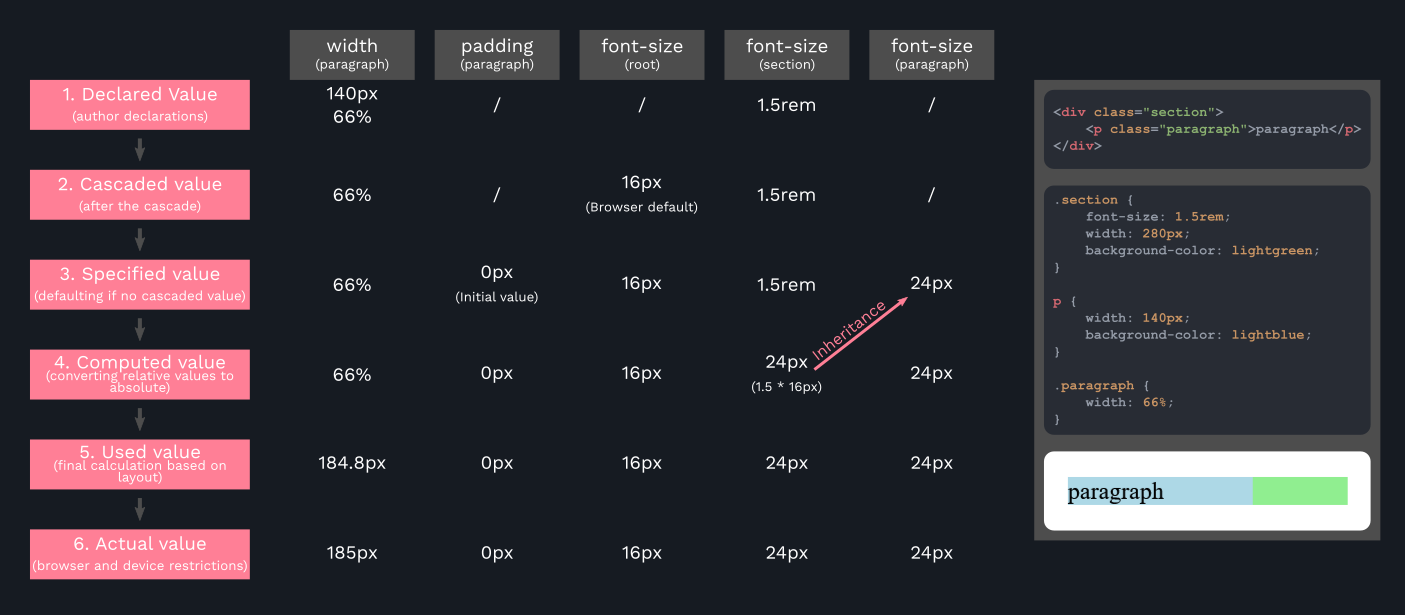 width
(paragraph)
padding
(paragraph)
font-size
(root)
font-size
(section)
font-size
(paragraph)
1. Declared Value
(author declarations)
140px
66%
/
/
1.5rem
/
2. Cascaded value
(after the cascade)
66%
/
16px
(Browser default)
1.5rem
/
3. Specified value
(defaulting if no cascaded value)
66%
0px
(Initial value)
16px
1.5rem
24px
Inheritance
4. Computed value
(converting relative values to
absolute)
66%
0px
16px
24px
(1.5 * 16px)
24px
5. Used value
(final calculation based on
layout)
184.8px
0px
16px
24px
24px
6. Actual value
(browser and device restrictions)
185px
0px
16px
24px
24px
<div class="section">
    <p class="paragraph">paragraph</p>
</div>
.section {
    font-size: 1.5rem;
    width: 280px;
    background-color: lightgreen;
}
p {
    width: 140px;
    background-color: lightblue;
}
.paragraph {
    width: 66%;
}
paragraph